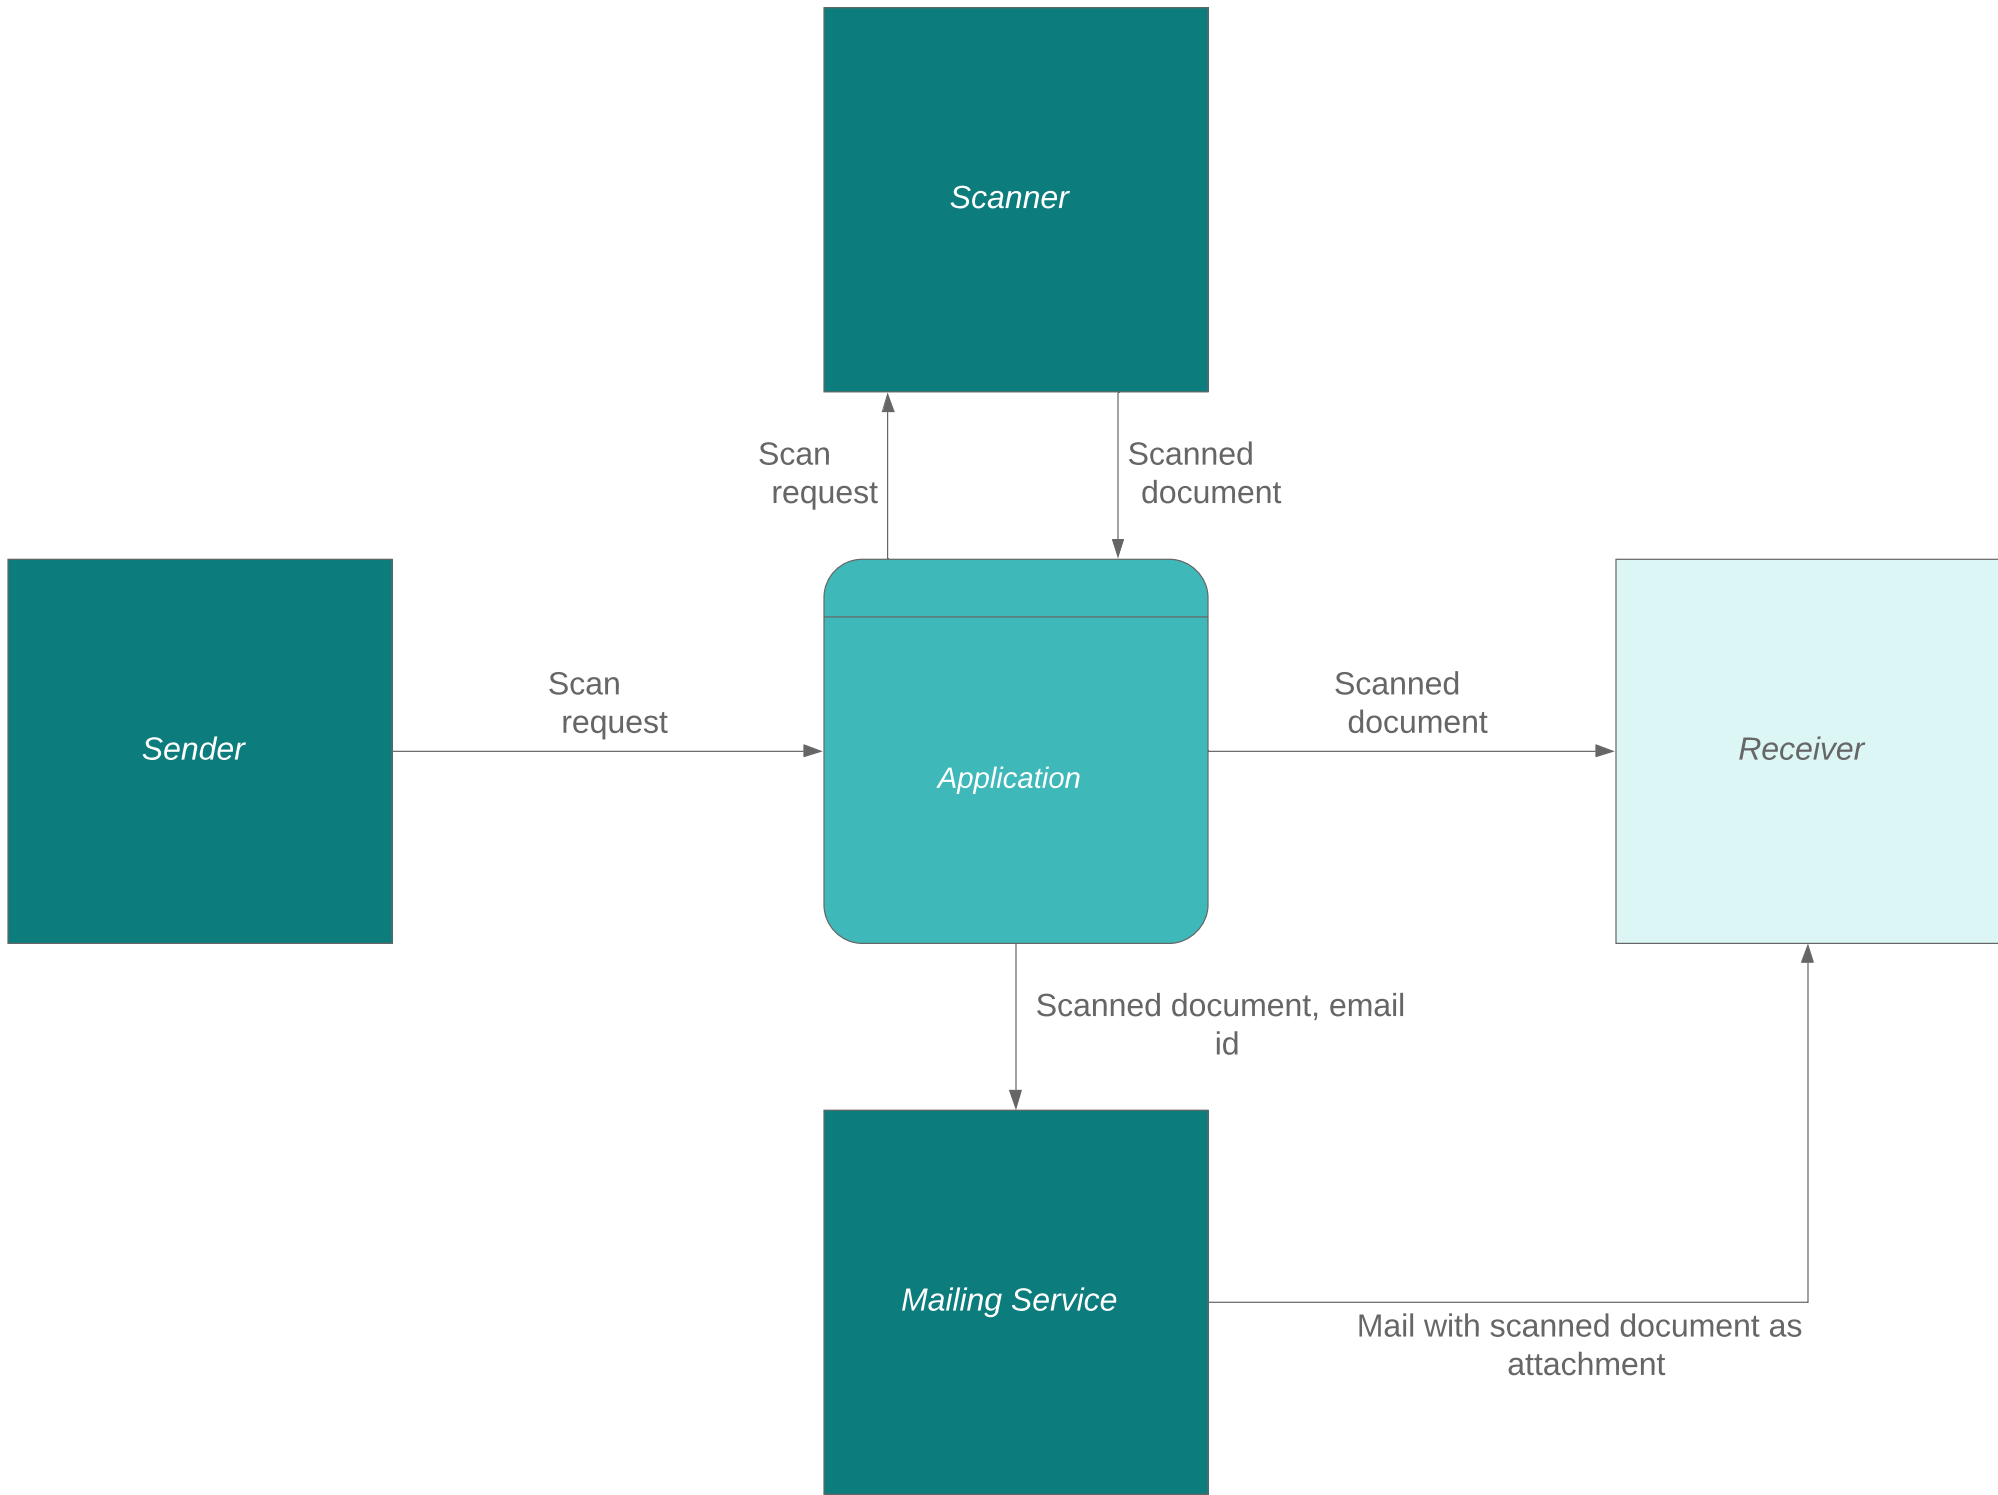 Scanner
Scan
request
Scanned
document
Sender
Scan
request
Application
Scanned
document
Receiver
Scanned document, email
id
Mailing Service
Mail with scanned document as
attachment